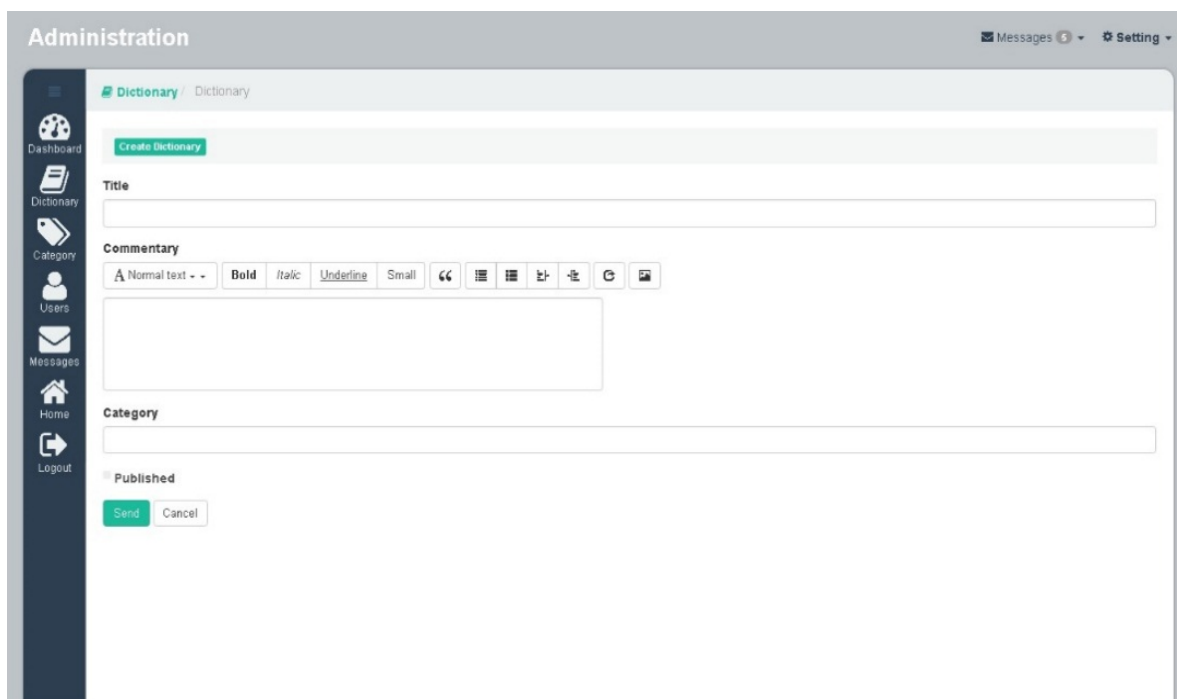 Administration
Messages 5
Setting
Dictionary / Dictionary
Dashboard
Dictionary
Category
Users
Messages
Home
Logout
Create Dictionary
Title
Commentary
A Normal text Bold Italic Underline Small
Category
Published
Send Cancel